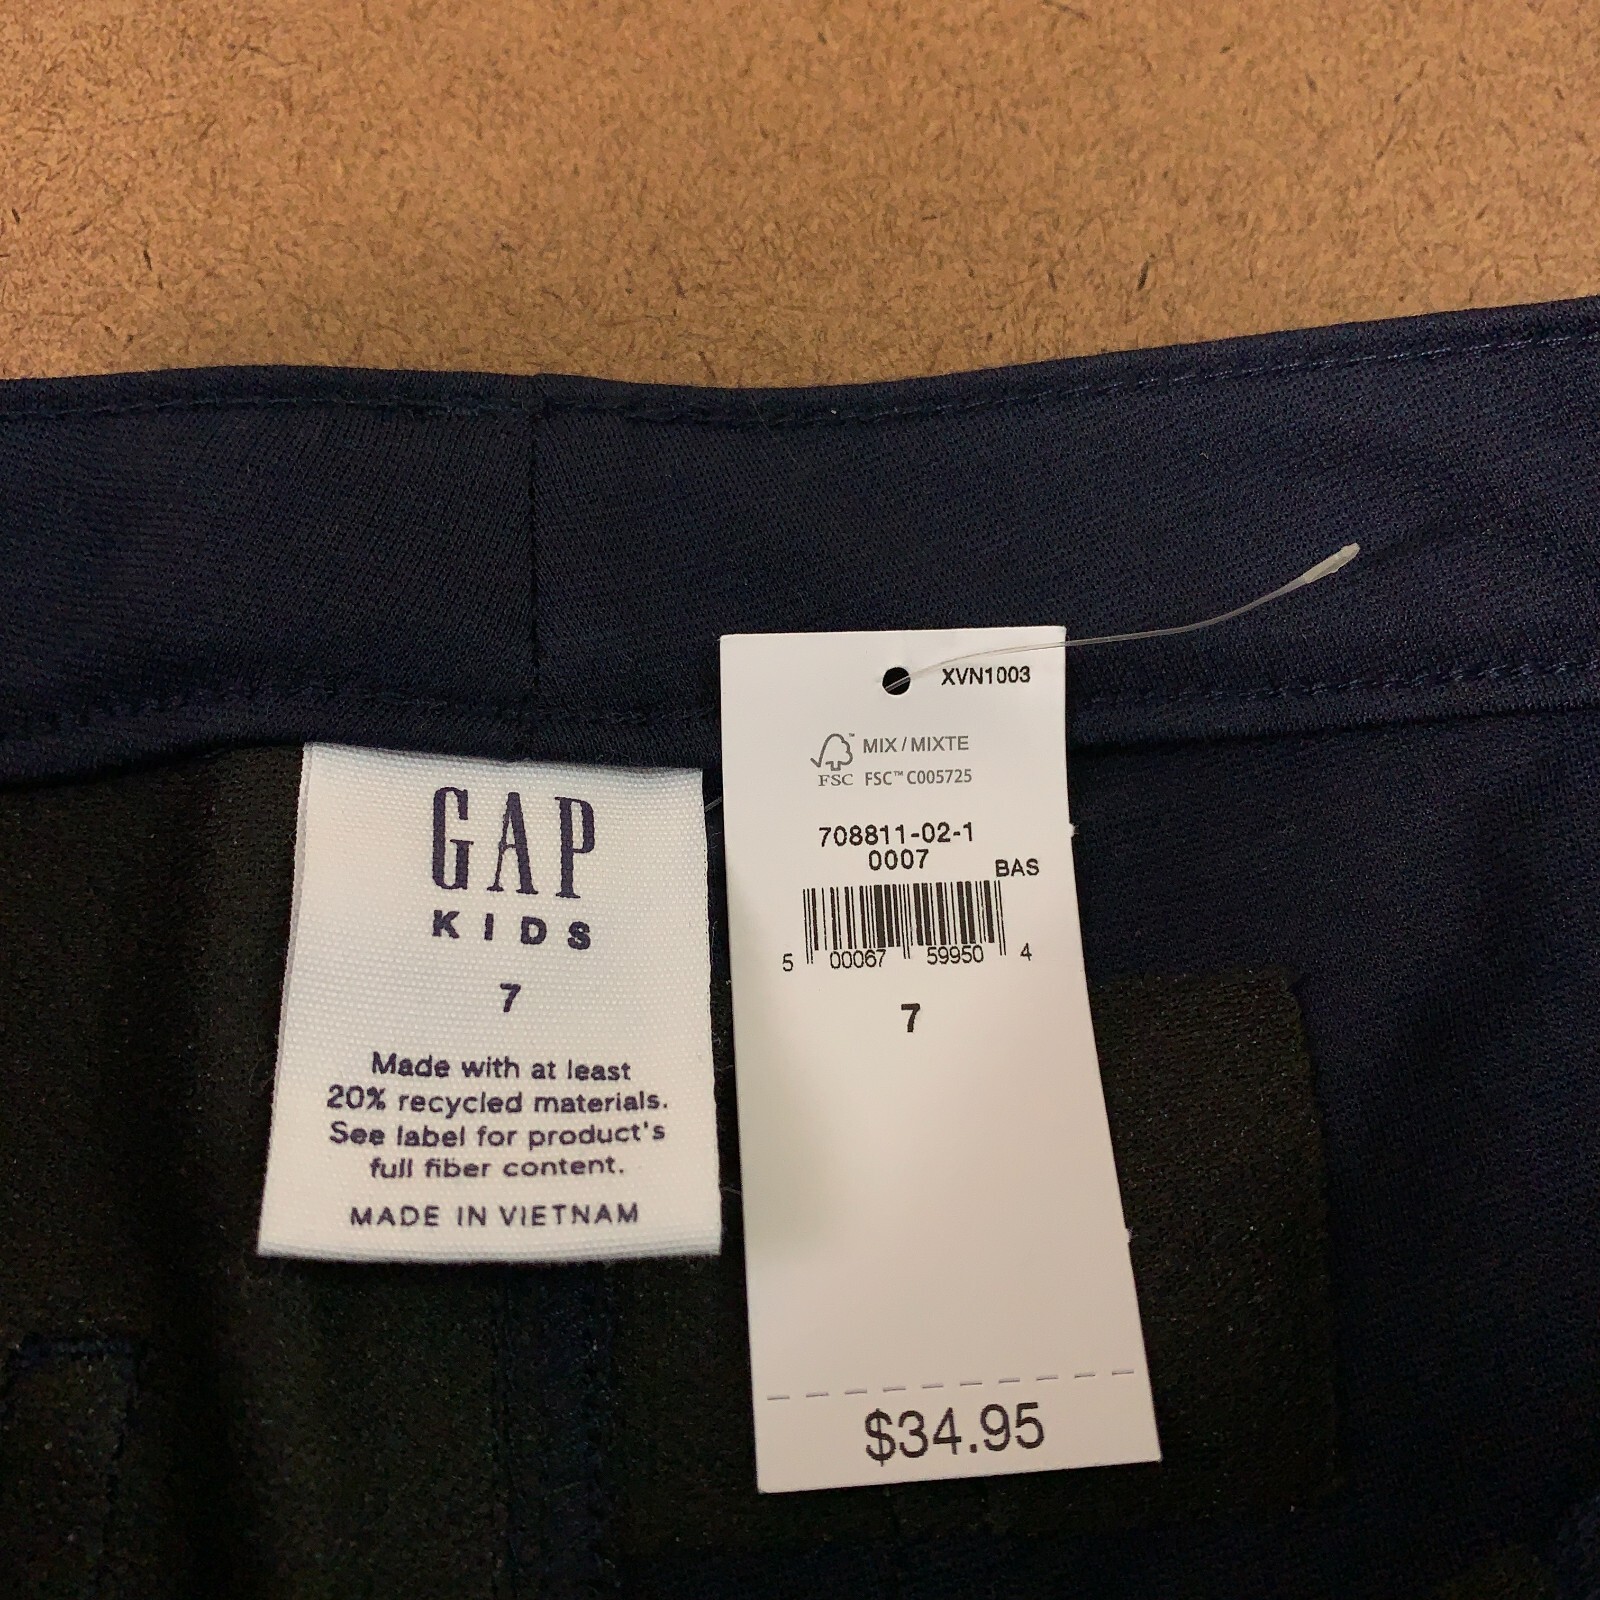 GAP
KIDS
7
Made with at least
20% recycled materials.
See label for product's
full fiber content.
MADE IN VIETNAM
XVN1003
FSC™ MIX / MIXTE
FSC™ C005725
708811-02-1
0007
BAS
5 00067 59950 4
7
$34.95